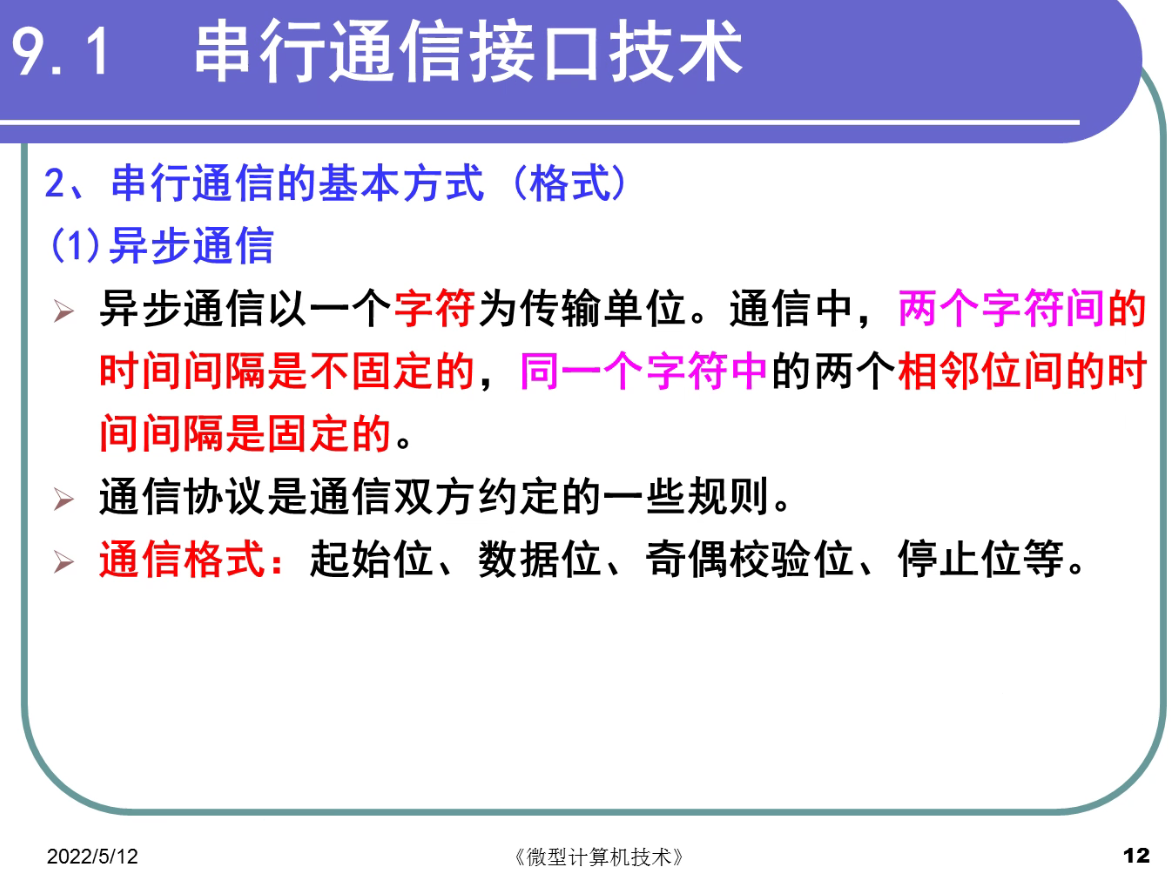 9.1 串行通信接口技术
2、串行通信的基本方式（格式）
(1)异步通信
异步通信以一个字符为传输单位。通信中，两个字符间的
时间间隔是不固定的，同一个字符中的两个相邻位间的时
间间隔是固定的。
通信协议是通信双方约定的一些规则。
通信格式：起始位、数据位、奇偶校验位、停止位等。
2022/5/12
《微型计算机技术》
12